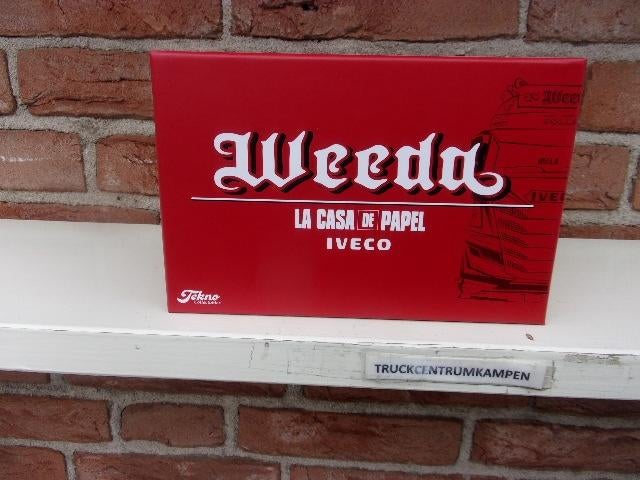 Weeda
LA CASA DE PAPEL
IVECO
Tekno
TRUCKCENTRUMKAMPEN